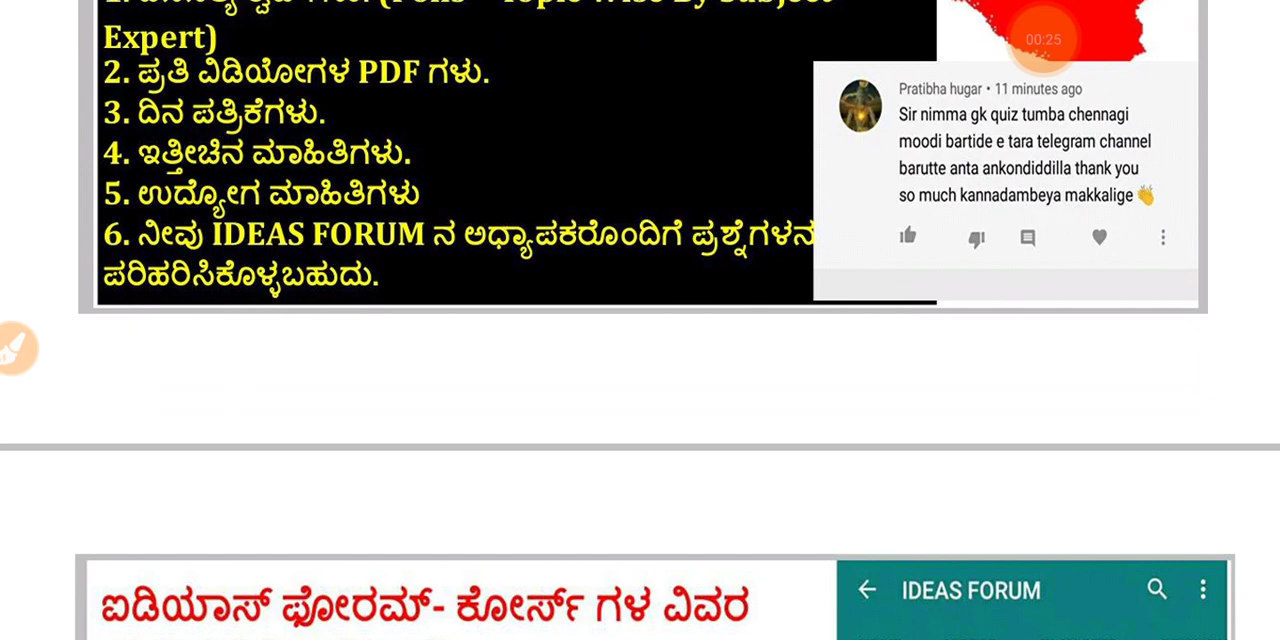 Expert)
2. ಪ್ರತಿ ವಿಡಿಯೋಗಳ PDF ಗಳು.
3. ದಿನ ಪತ್ರಿಕೆಗಳು.
4. ಇತ್ತೀಚಿನ ಮಾಹಿತಿಗಳು.
5. ಉದ್ಯೋಗ ಮಾಹಿತಿಗಳು
6. ನೀವು IDEAS FORUM ನ ಅಧ್ಯಾಪಕರೊಂದಿಗೆ
ಪರಿಹರಿಸಿಕೊಳ್ಳಬಹುದು.
00:25
Pratibha hugar • 11 minutes ago
Sir nimma gk quiz tumba chennagi
moodi bartide e tara telegram channel
barutte anta ankondiddilla thank you
so much kannadambeya makkalige 👏
ಐಡಿಯಾಸ್ ಫೋರಮ್- ಕೋರ್ಸ್ ಗಳ ವಿವರ
IDEAS FORUM